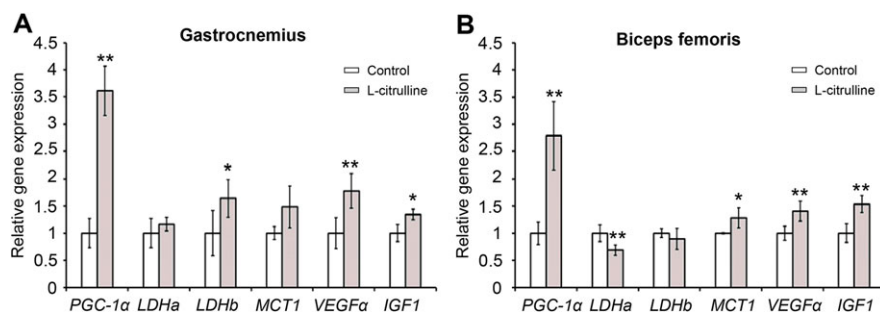 A
Gastrocnemius
Relative gene expression
4.5
4
3.5
3
2.5
2
1.5
1
0.5
0
Control
L-citrulline
**
*
**
*
PGC-1α LDHa LDHb MCT1 VEGFα IGF1
B
Biceps femoris
Relative gene expression
4.5
4
3.5
3
2.5
2
1.5
1
0.5
0
Control
L-citrulline
**
**
*
**
**
PGC-1α LDHa LDHb MCT1 VEGFα IGF1